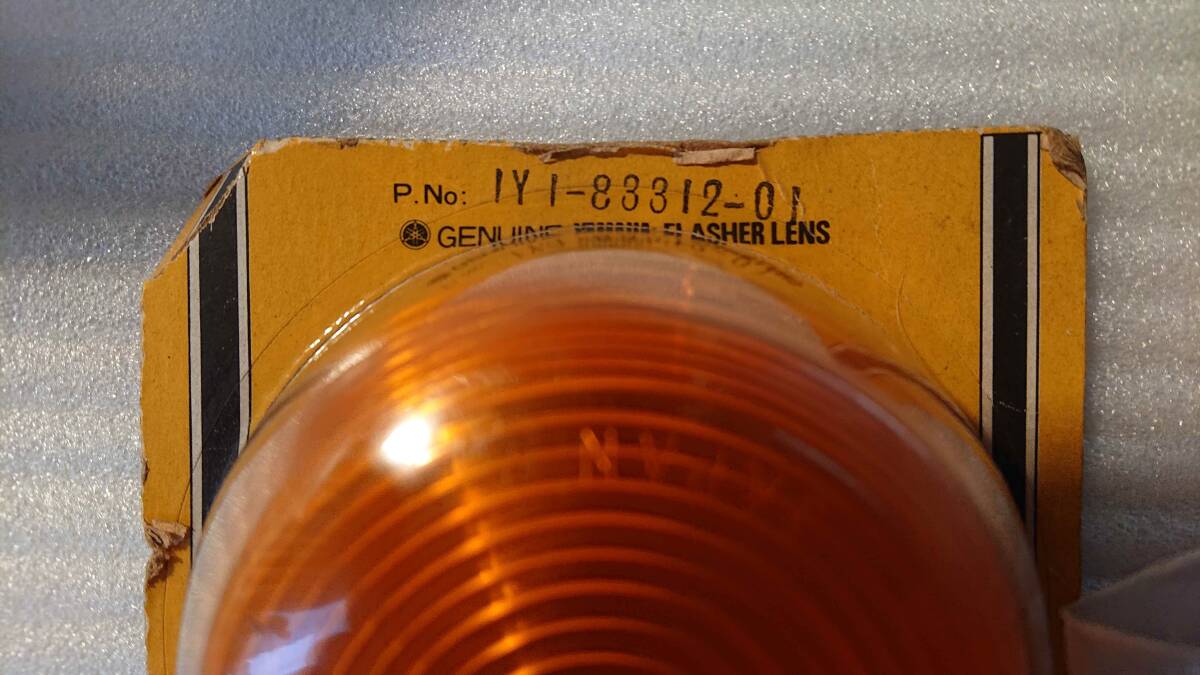 P.No: 1Y1-83312-01
GENUINE YAMAHA FLASHER LENS